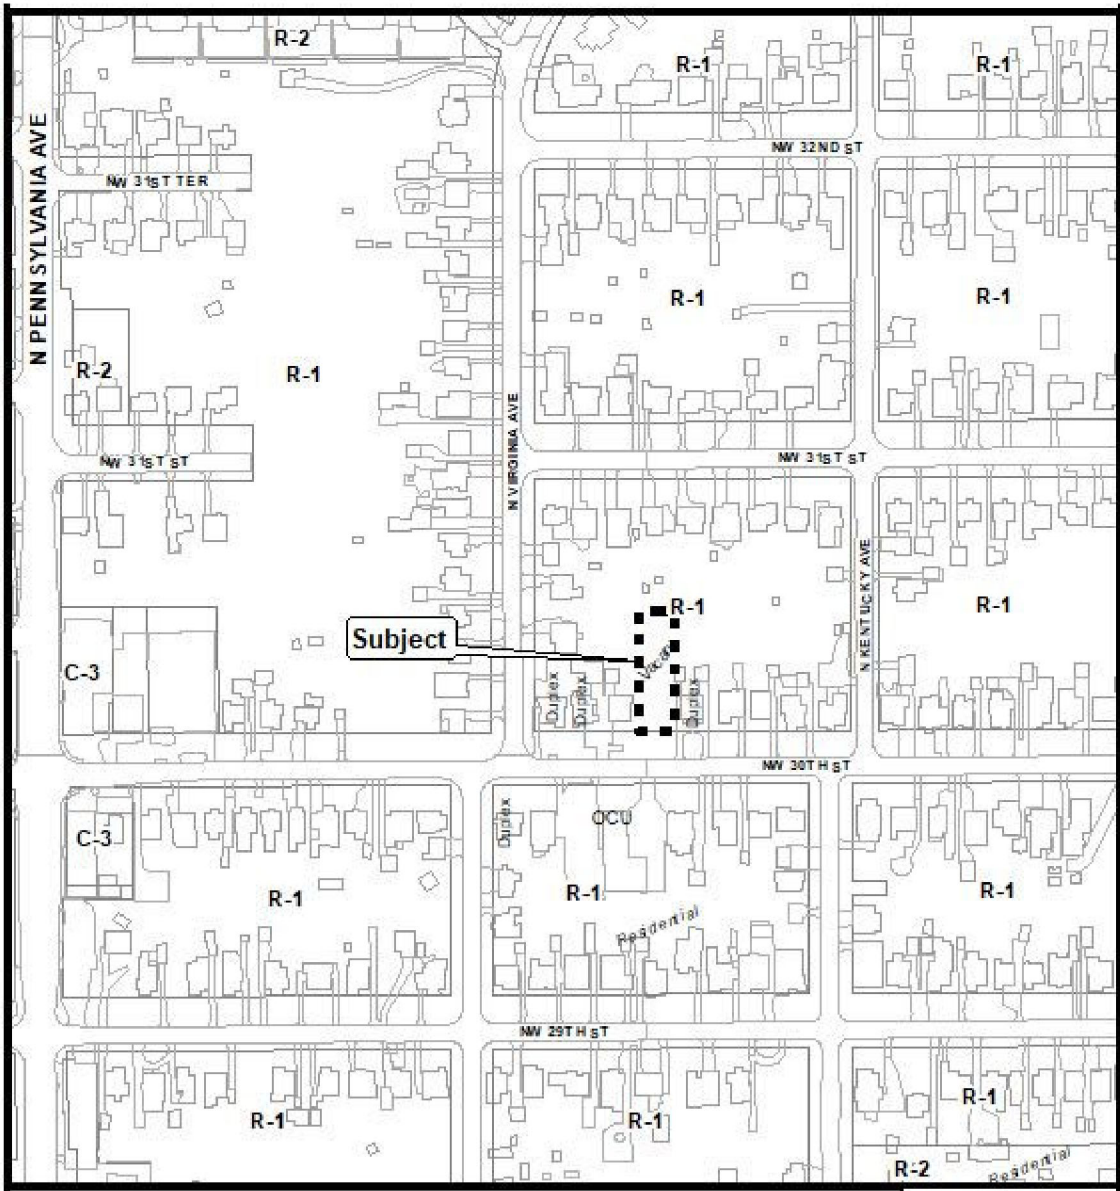 R-2
R-1
R-1
N PENNSYLVANIA AVE
NW 32ND ST
NW 31ST TER
R-1
R-1
R-2
R-1
N VIRGINIA AVE
NW 31ST ST
NW 31ST ST
N KENTUCKY AVE
R-1
R-1
Subject
C-3
Vacant
Duplex
Duplex
Duplex
NW 30TH ST
Duplex
OCU
C-3
R-1
R-1
R-1
Residential
NW 29TH ST
R-1
R-1
R-1
R-2
Residential